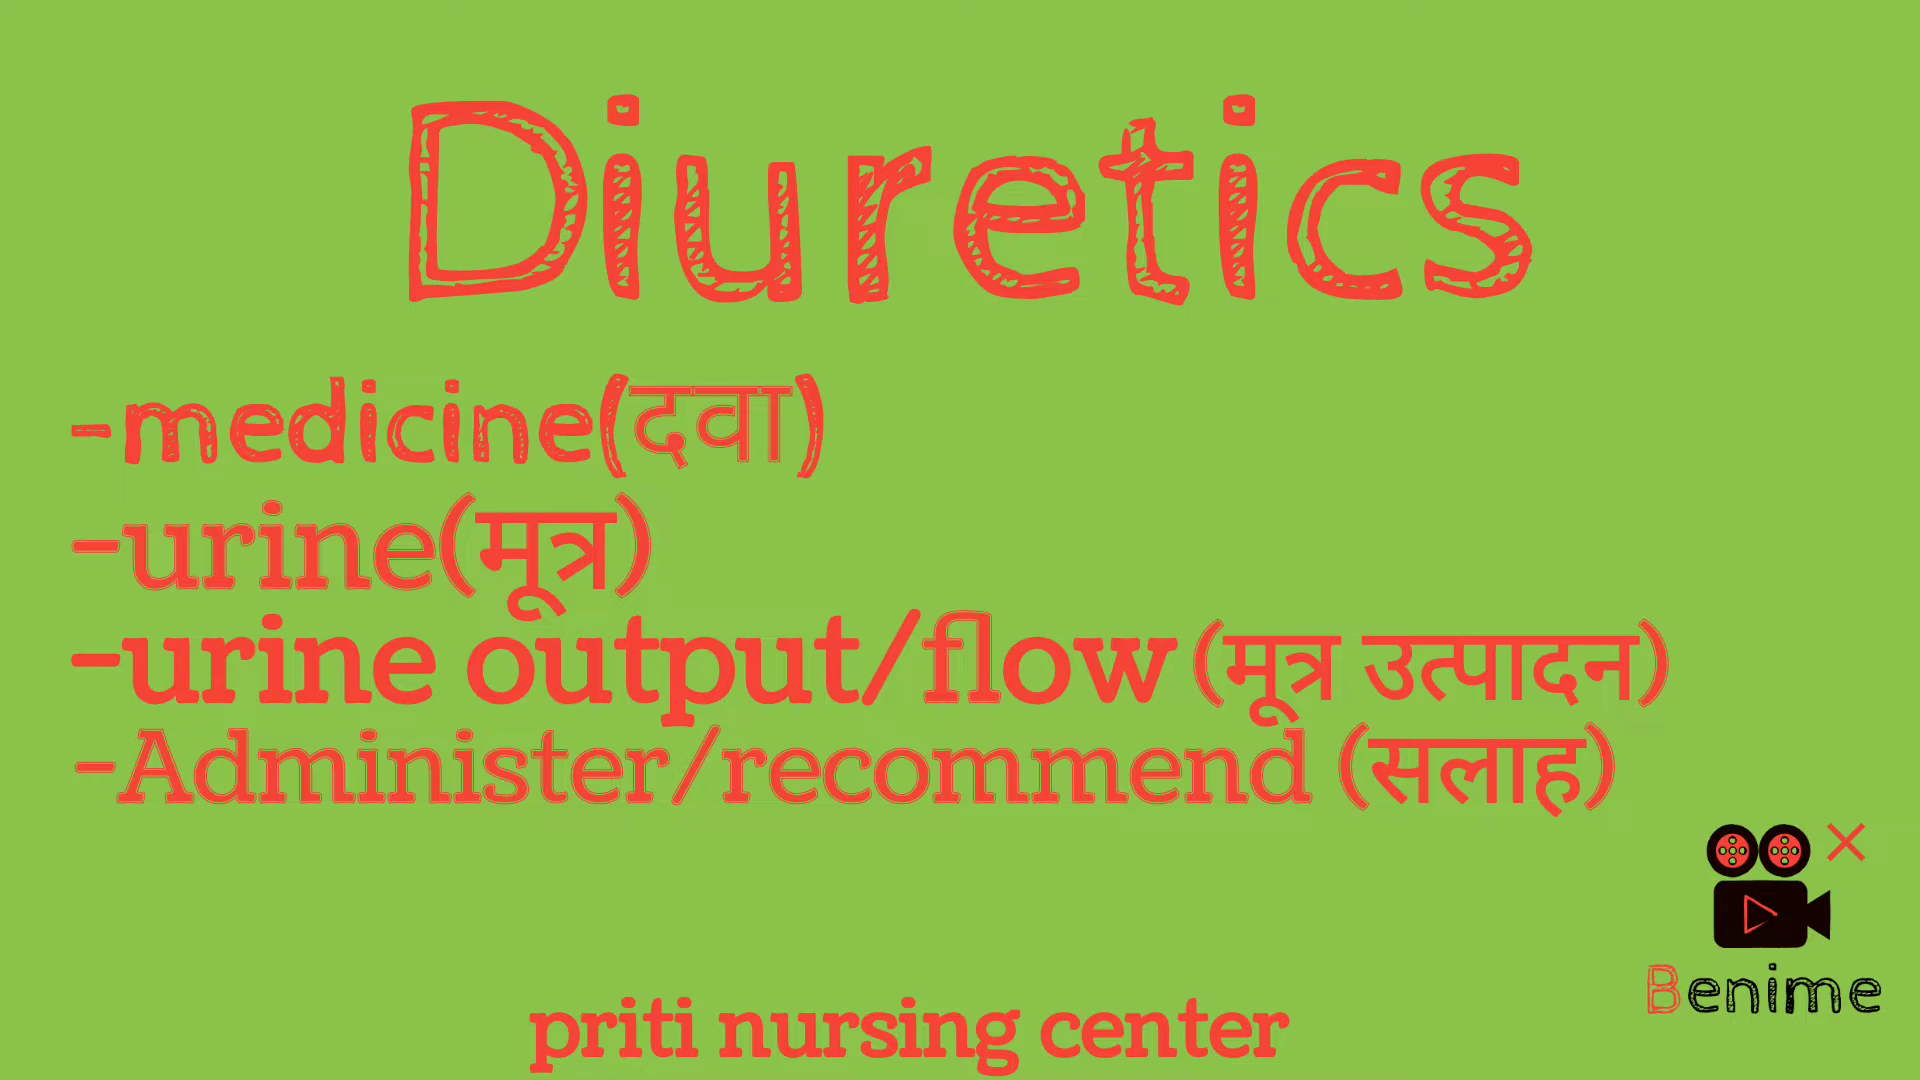 Diuretics
-medicine(दवा)
-urine(मूत्र)
-urine output/flow (मूत्र उत्पादन)
-Administer/recommend (सलाह)
Benime
priti nursing center